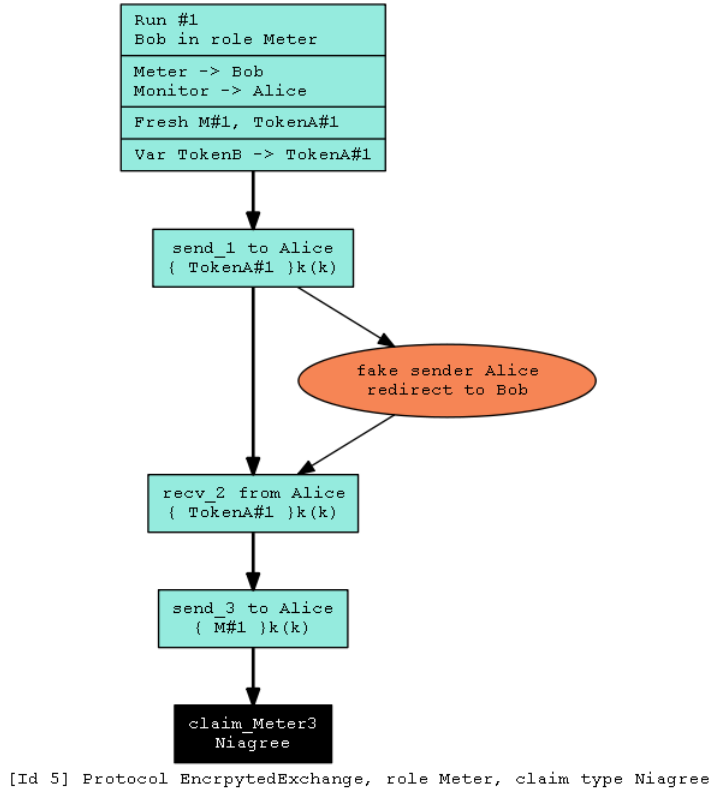 Run #1
Bob in role Meter
Meter -> Bob
Monitor -> Alice
Fresh M#1, TokenA#1
Var TokenB -> TokenA#1
send_1 to Alice
{ TokenA#1 }k(k)
fake sender Alice
redirect to Bob
recv_2 from Alice
{ TokenA#1 }k(k)
send_3 to Alice
{ M#1 }k(k)
claim_Meter3
Niagree
[Id 5] Protocol EncrpytedExchange, role Meter, claim type Niagree